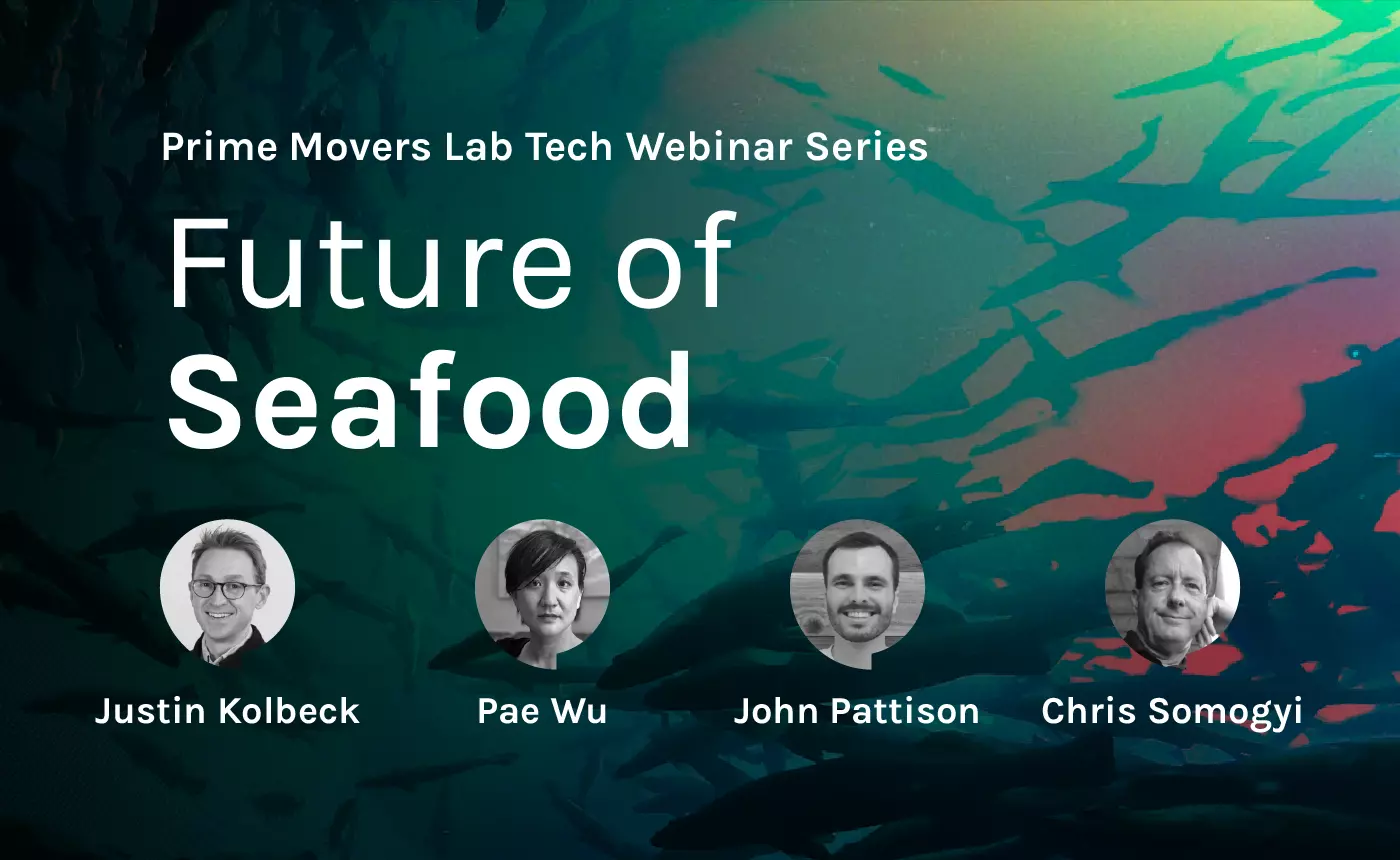 Prime Movers Lab Tech Webinar Series
Future of
Seafood
Justin Kolbeck
Pae Wu
John Pattison
Chris Somogyi